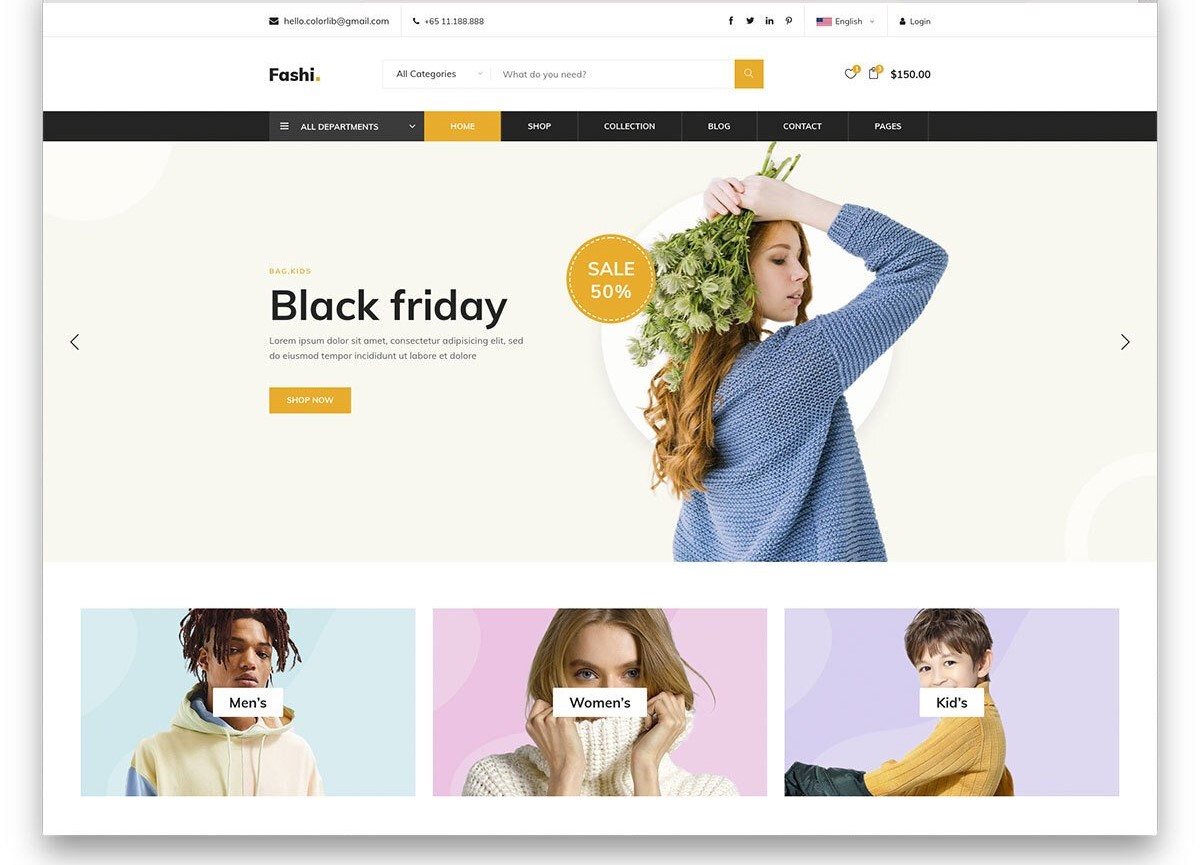 hello.colorlib@gmail.com
+65 11.188.888
English
Login
Fashi.
All Categories
What do you need?
1
3
$150.00
ALL DEPARTMENTS
HOME
SHOP
COLLECTION
BLOG
CONTACT
PAGES
BAG,KIDS
Black friday
Lorem ipsum dolor sit amet, consectetur adipisicing elit, sed
do eiusmod tempor incididunt ut labore et dolore
SHOP NOW
SALE
50%
Men's
Women's
Kid's